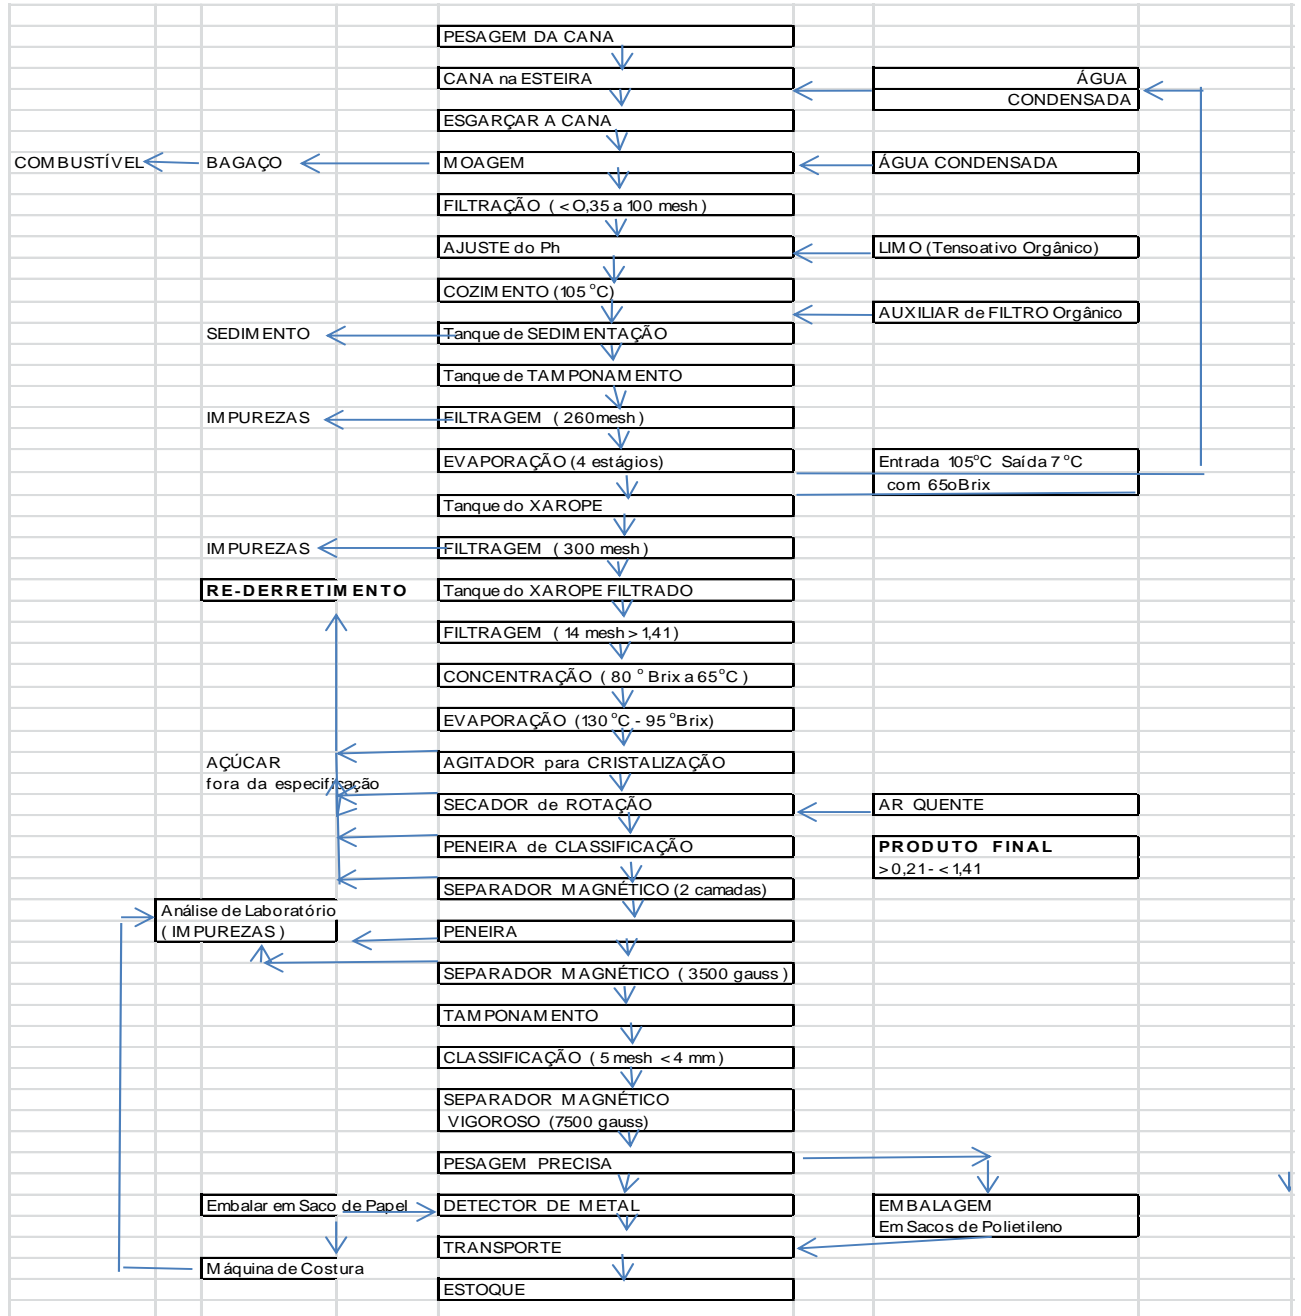 PESAGEM DA CANA
CANA na ESTEIRA
ÁGUA
CONDENSADA
ESGARÇAR A CANA
COMBUSTÍVEL
BAGAÇO
MOAGEM
ÁGUA CONDENSADA
FILTRAÇÃO ( < O,35 a 100 mesh )
AJUSTE do Ph
LIMO (Tensoativo Orgânico)
COZIMENTO (105 °C)
AUXILIAR de FILTRO Orgânico
SEDIMENTO
Tanque de SEDIMENTAÇÃO
Tanque de TAMPONAMENTO
IMPUREZAS
FILTRAGEM ( 260mesh )
EVAPORAÇÃO (4 estágios)
Entrada 105°C Saída 7 °C
com 65oBrix
Tanque do XAROPE
IMPUREZAS
FILTRAGEM ( 300 mesh )
RE-DERRETIMENTO
Tanque do XAROPE FILTRADO
FILTRAGEM ( 14 mesh > 1,41 )
CONCENTRAÇÃO ( 80 ° Brix a 65°C )
EVAPORAÇÃO (130 °C - 95 °Brix)
AÇÚCAR
fora da especificação
AGITADOR para CRISTALIZAÇÃO
SECADOR de ROTAÇÃO
AR QUENTE
PENEIRA de CLASSIFICAÇÃO
PRODUTO FINAL
> 0,21 - < 1,41
SEPARADOR MAGNÉTICO (2 camadas)
Análise de Laboratório
( IMPUREZAS )
PENEIRA
SEPARADOR MAGNÉTICO ( 3500 gauss )
TAMPONAMENTO
CLASSIFICAÇÃO ( 5 mesh < 4 mm )
SEPARADOR MAGNÉTICO
VIGOROSO (7500 gauss)
PESAGEM PRECISA
Embalar em Saco de Papel
DETECTOR DE METAL
EMBALAGEM
Em Sacos de Polietileno
TRANSPORTE
Máquina de Costura
ESTOQUE